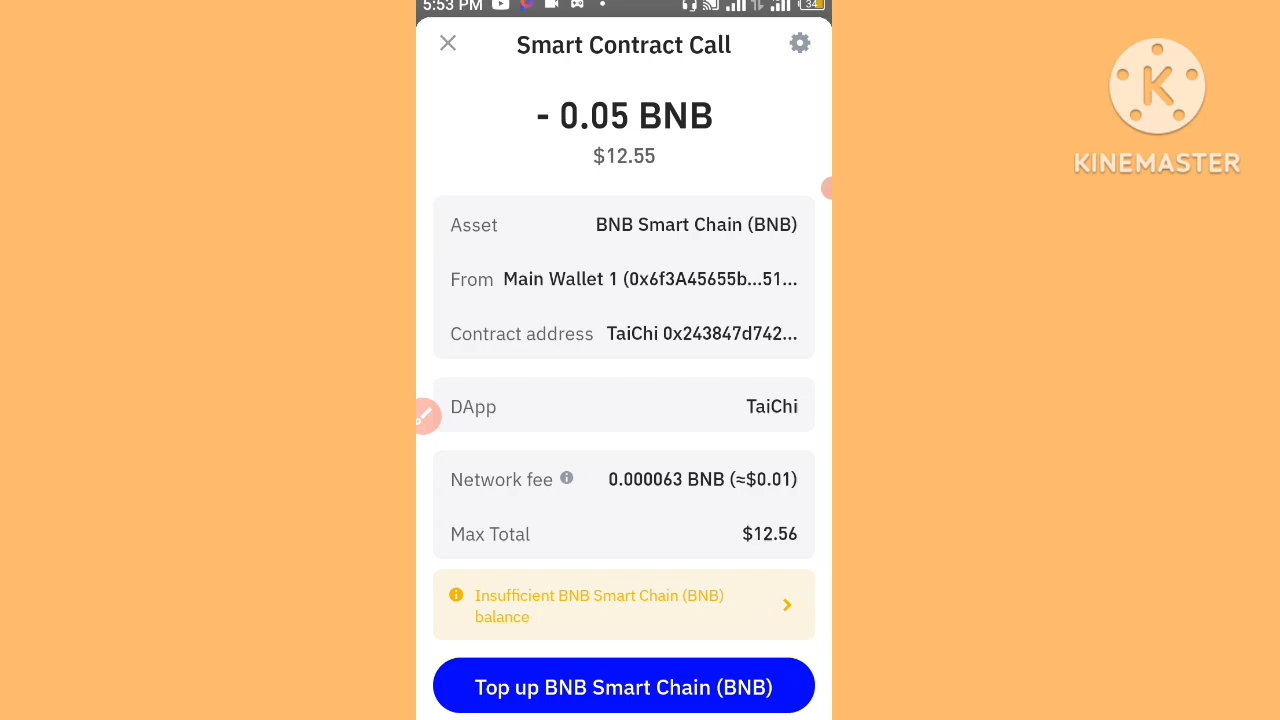 5:53 PM
34
Smart Contract Call
- 0.05 BNB
$12.55
Asset BNB Smart Chain (BNB)
From Main Wallet 1 (0x6f3A45655b...51...
Contract address TaiChi 0x243847d742...
DApp TaiChi
Network fee 0.000063 BNB (≈$0.01)
Max Total $12.56
Insufficient BNB Smart Chain (BNB)
balance
Top up BNB Smart Chain (BNB)
K
KINEMASTER